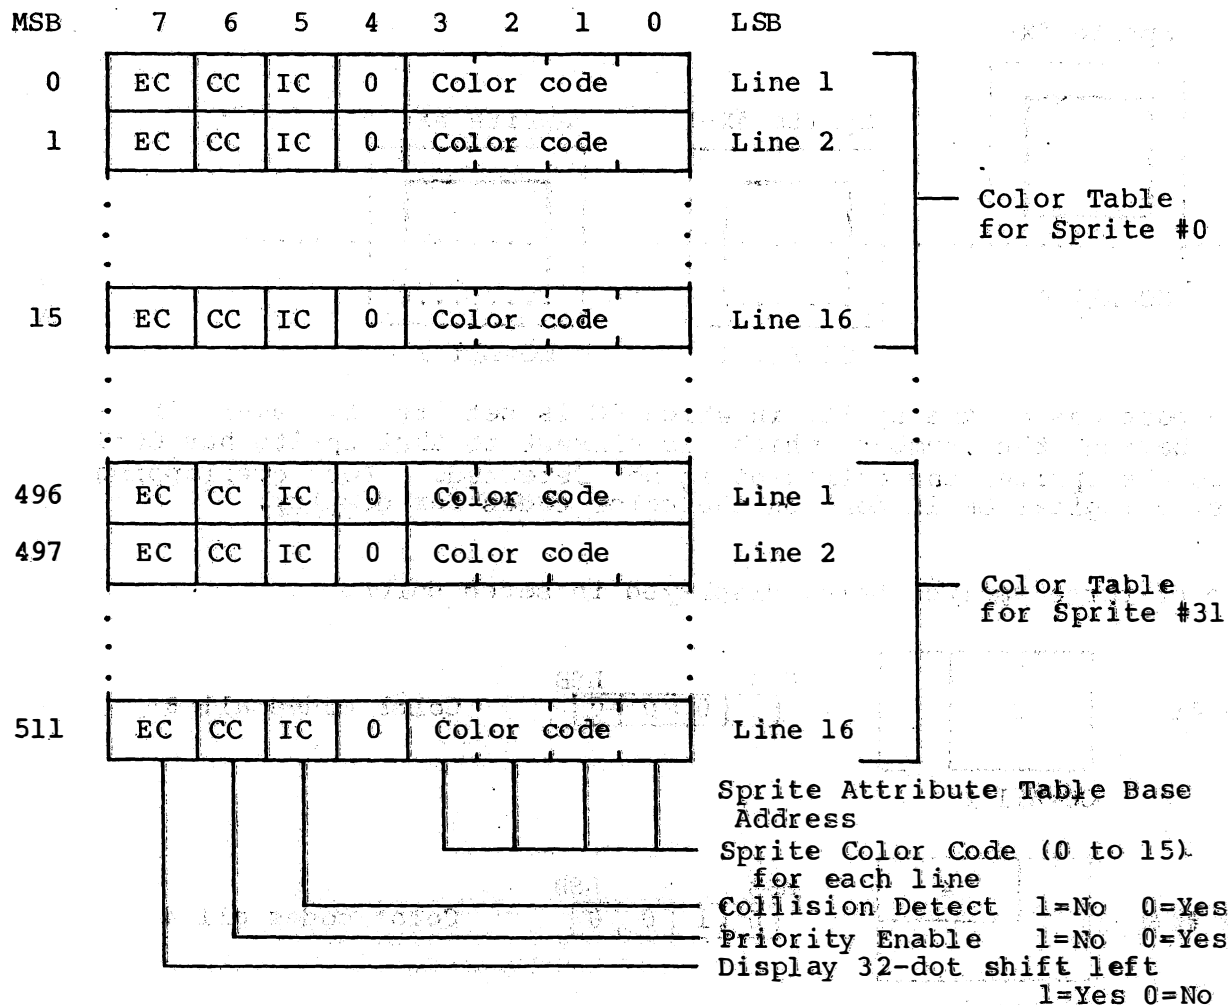 MSB 7 6 5 4 3 2 1 0 LSB
0 EC CC IC 0 Color code Line 1
1 EC CC IC 0 Color code Line 2
Color Table
for Sprite #0
15 EC CC IC 0 Color code Line 16
496 EC CC IC 0 Color code Line 1
497 EC CC IC 0 Color code Line 2
Color Table
for Sprite #31
511 EC CC IC 0 Color code Line 16
Sprite Attribute Table Base
Address
Sprite Color Code (0 to 15)
for each line
Collision Detect 1=No 0=Yes
Priority Enable 1=No 0=Yes
Display 32-dot shift left
1=Yes 0=No